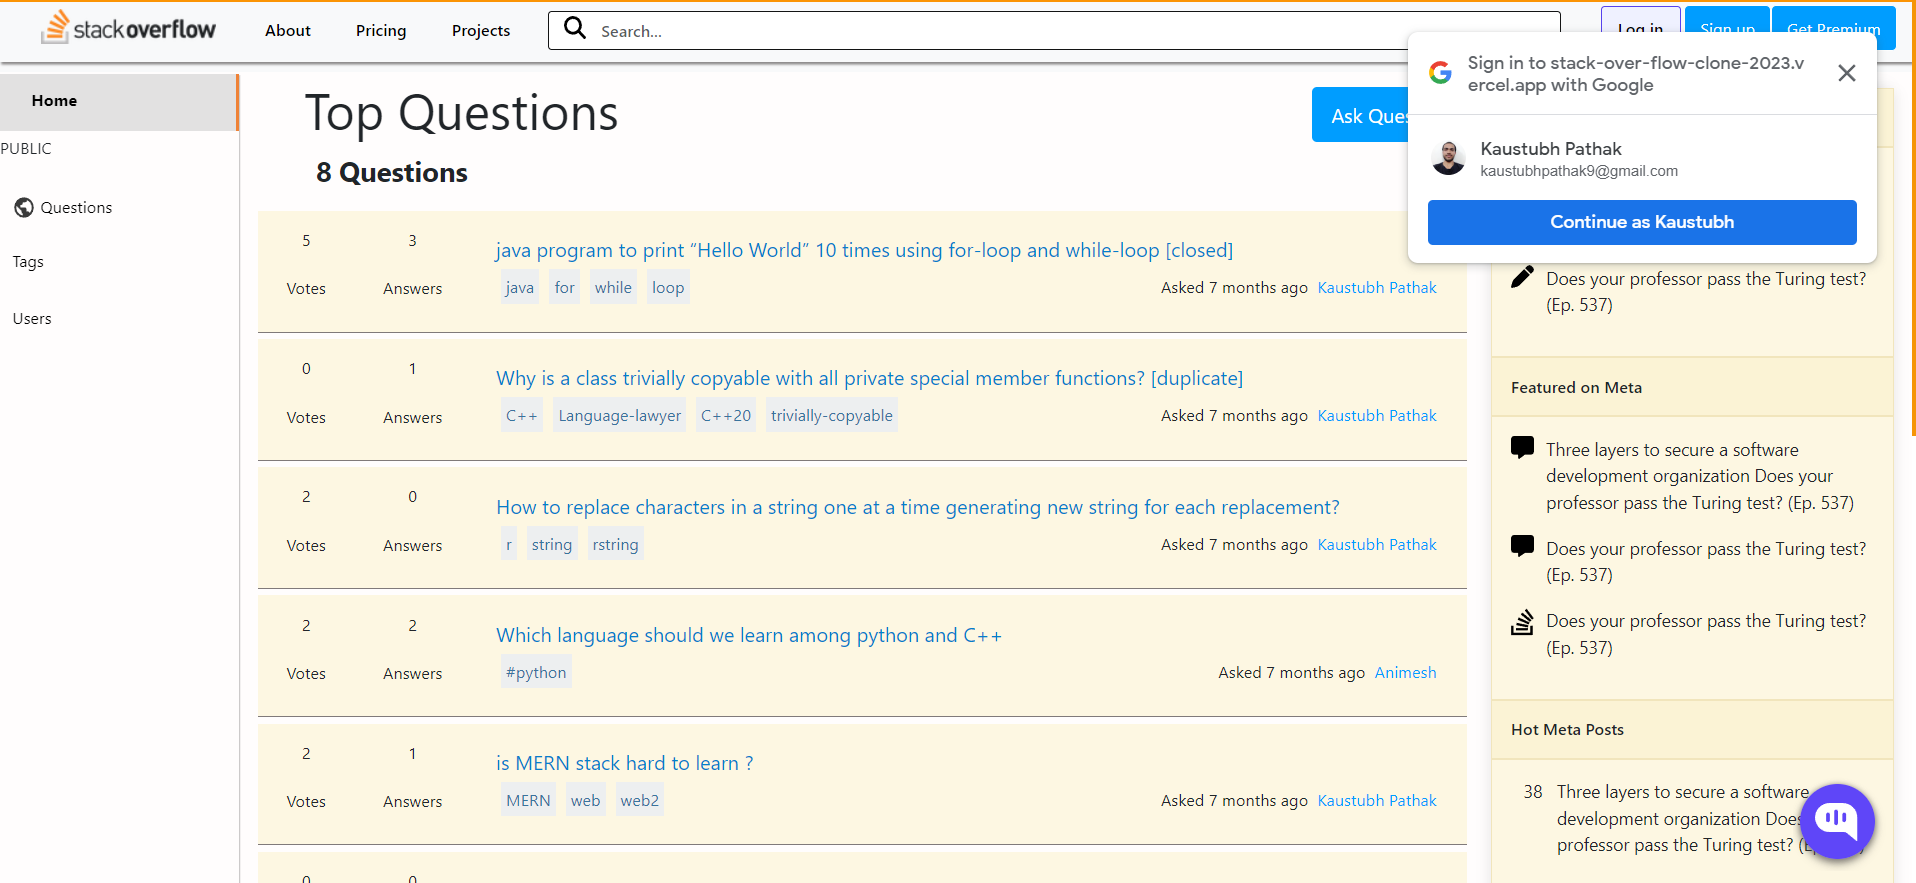 stackoverflow
About
Pricing
Projects
Search...
Log in
Sign up
Get Premium
Sign in to stack-over-flow-clone-2023.v
ercel.app with Google
Kaustubh Pathak
kaustubhpathak9@gmail.com
Continue as Kaustubh
Home
PUBLIC
Questions
Tags
Users
Top Questions
Ask Ques
8 Questions
5
3
Votes
Answers
java program to print “Hello World” 10 times using for-loop and while-loop [closed]
java for while loop
Asked 7 months ago Kaustubh Pathak
0
1
Votes
Answers
Why is a class trivially copyable with all private special member functions? [duplicate]
C++ Language-lawyer C++20 trivially-copyable
Asked 7 months ago Kaustubh Pathak
2
0
Votes
Answers
How to replace characters in a string one at a time generating new string for each replacement?
r string rstring
Asked 7 months ago Kaustubh Pathak
2
2
Votes
Answers
Which language should we learn among python and C++
#python
Asked 7 months ago Animesh
2
1
Votes
Answers
is MERN stack hard to learn ?
MERN web web2
Asked 7 months ago Kaustubh Pathak
0
0
Does your professor pass the Turing test?
(Ep. 537)
Featured on Meta
Three layers to secure a software
development organization Does your
professor pass the Turing test? (Ep. 537)
Does your professor pass the Turing test?
(Ep. 537)
Does your professor pass the Turing test?
(Ep. 537)
Hot Meta Posts
38 Three layers to secure a software
development organization Does
professor pass the Turing test?